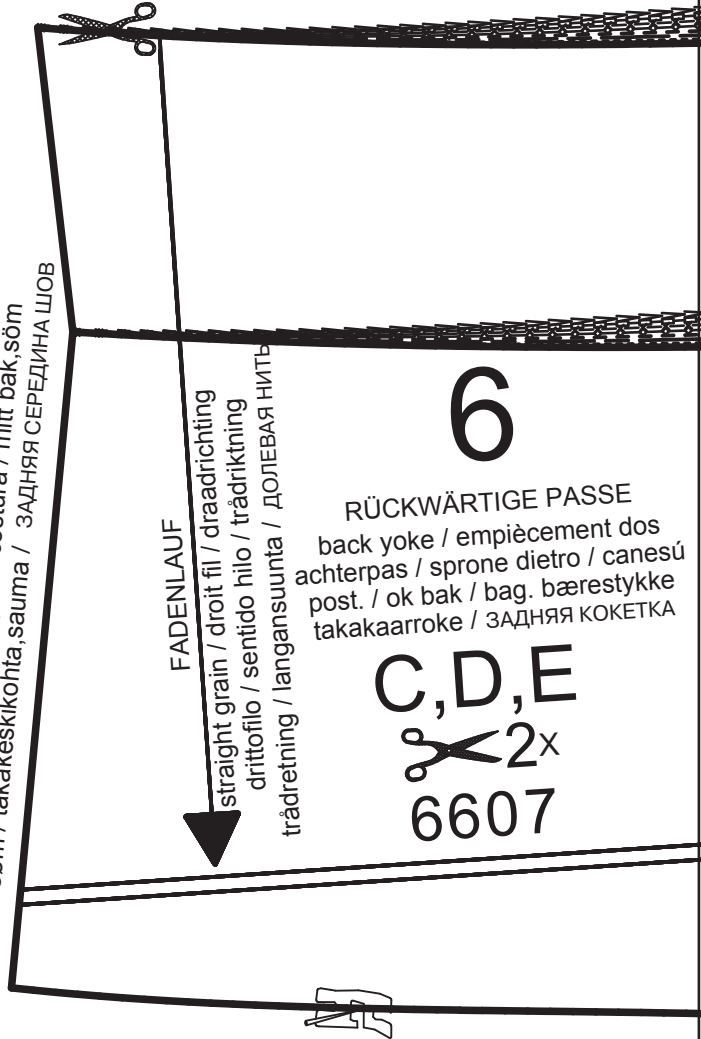 takakeskikohta,sauma / ЗАДНЯЯ СЕРЕДИНА ШОВ
/ mitt bak,söm
FADENLAUF
straight grain / droit fil / draadrichting
drittofilo / sentido hilo / trådriktning
trådretning / langansuunta / ДОЛЕВАЯ НИТЬ
6
RÜCKWÄRTIGE PASSE
back yoke / empiècement dos
achterpas / sprone dietro / canesú
post. / ok bak / bag. bærestykke
takakaarroke / ЗАДНЯЯ КОКЕТКА
C,D,E
2x
6607